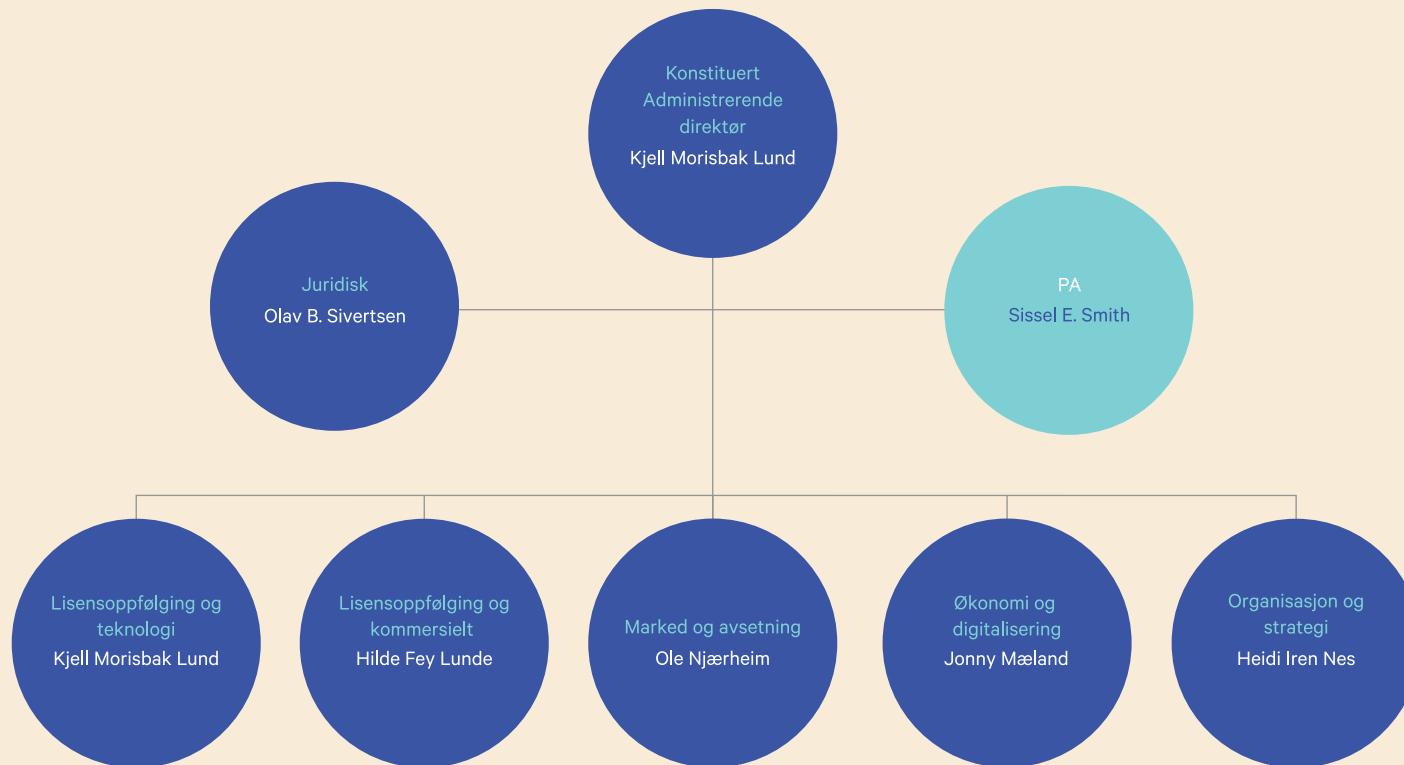 Konstituert
Administrerende
direktør
Kjell Morisbak Lund
Juridisk
Olav B. Sivertsen
PA
Sissel E. Smith
Lisensoppfølging og
teknologi
Kjell Morisbak Lund
Lisensoppfølging og
kommersielt
Hilde Fey Lunde
Marked og avsetning
Ole Njærheim
Økonomi og
digitalisering
Jonny Mæland
Organisasjon og
strategi
Heidi Iren Nes